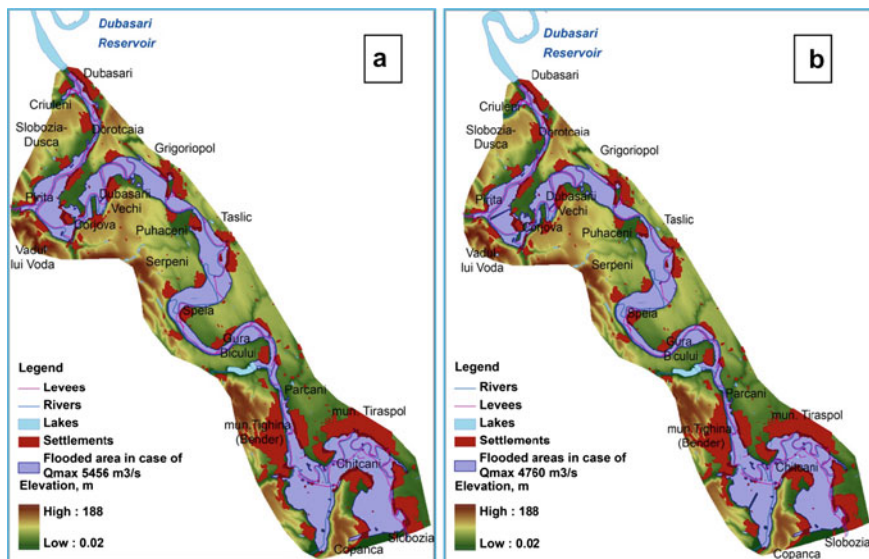 Dubasari
Reservoir
a
Dubasari
Criuleni
Slobozia-
Dusca
Dorotcaia
Grigoriopol
Pirita
Dubasarii
Vechi
Corjova
Taslic
Puhaceni
Vadul
lui Voda
Serpeni
Speia
Gura
Bicului
Parcani
mun. Tiraspol
mun.Tighina
(Bender)
Chitcani
Slobozia
Copanca
Legend
Levees
Rivers
Lakes
Settlements
Flooded area in case of
Qmax 5456 m3/s
Elevation, m
High : 188
Low : 0.02
Dubasari
Reservoir
b
Dubasari
Criuleni
Slobozia-
Dusca
Dorotcaia
Grigoriopol
Pirita
Dubasarii
Vechi
Corjova
Taslic
Puhaceni
Vadul
lui Voda
Serpeni
Speia
Gura
Bicului
Parcani
mun. Tiraspol
mun.Tighina
(Bender)
Chitcani
Slobozia
Copanca
Legend
Rivers
Levees
Lakes
Settlements
Flooded areas in case of
Qmax 4760 m3/s
Elevation, m
High : 188
Low : 0.02